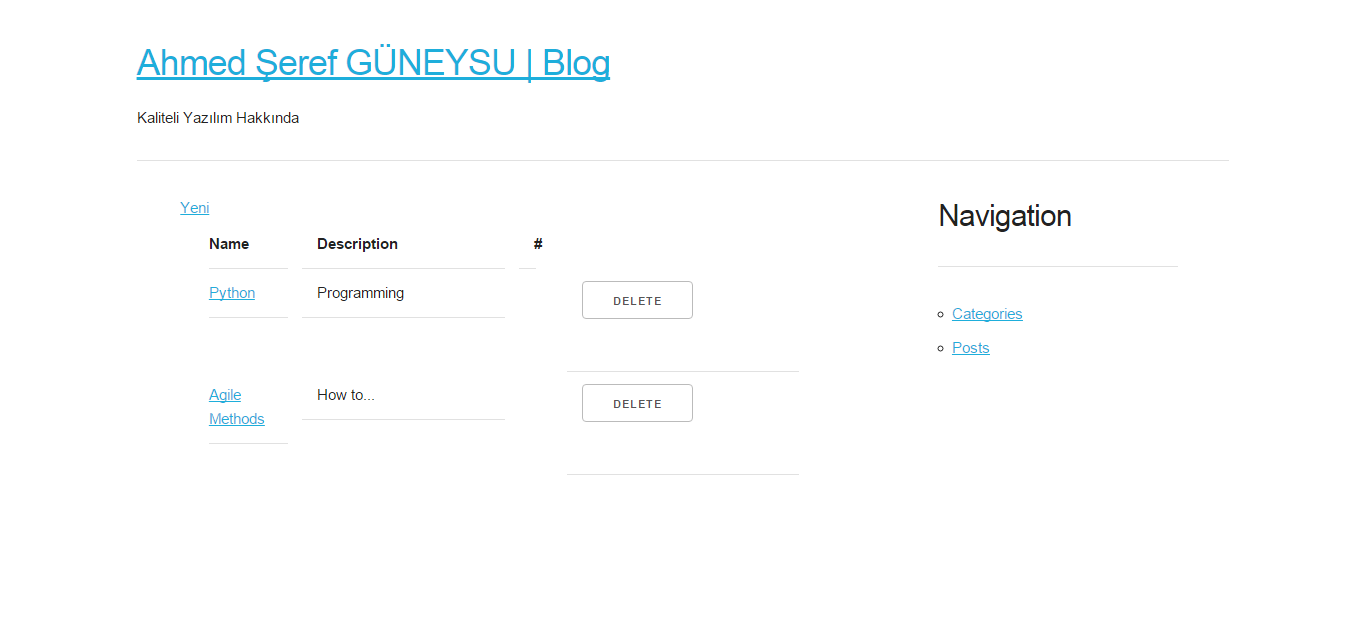 Ahmed Şeref GÜNEYSU | Blog
Kaliteli Yazılım Hakkında
Yeni
Name Description #
Python Programming DELETE
Agile How to... DELETE
Methods
Navigation
Categories
Posts